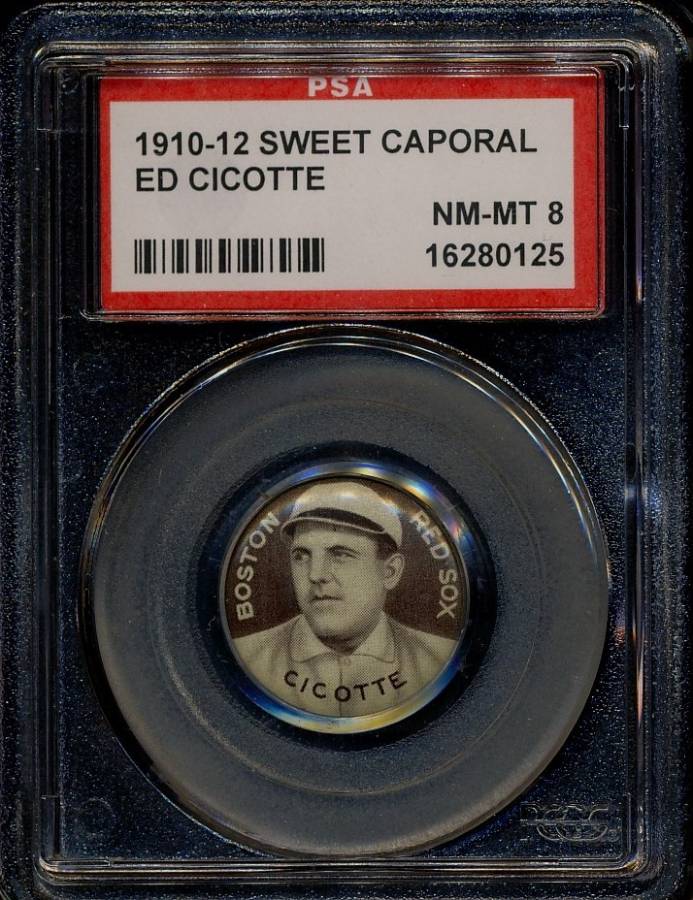 PSA
1910-12 SWEET CAPORAL
ED CICOTTE
NM-MT 8
16280125
BOSTON RED SOX
CICOTTE